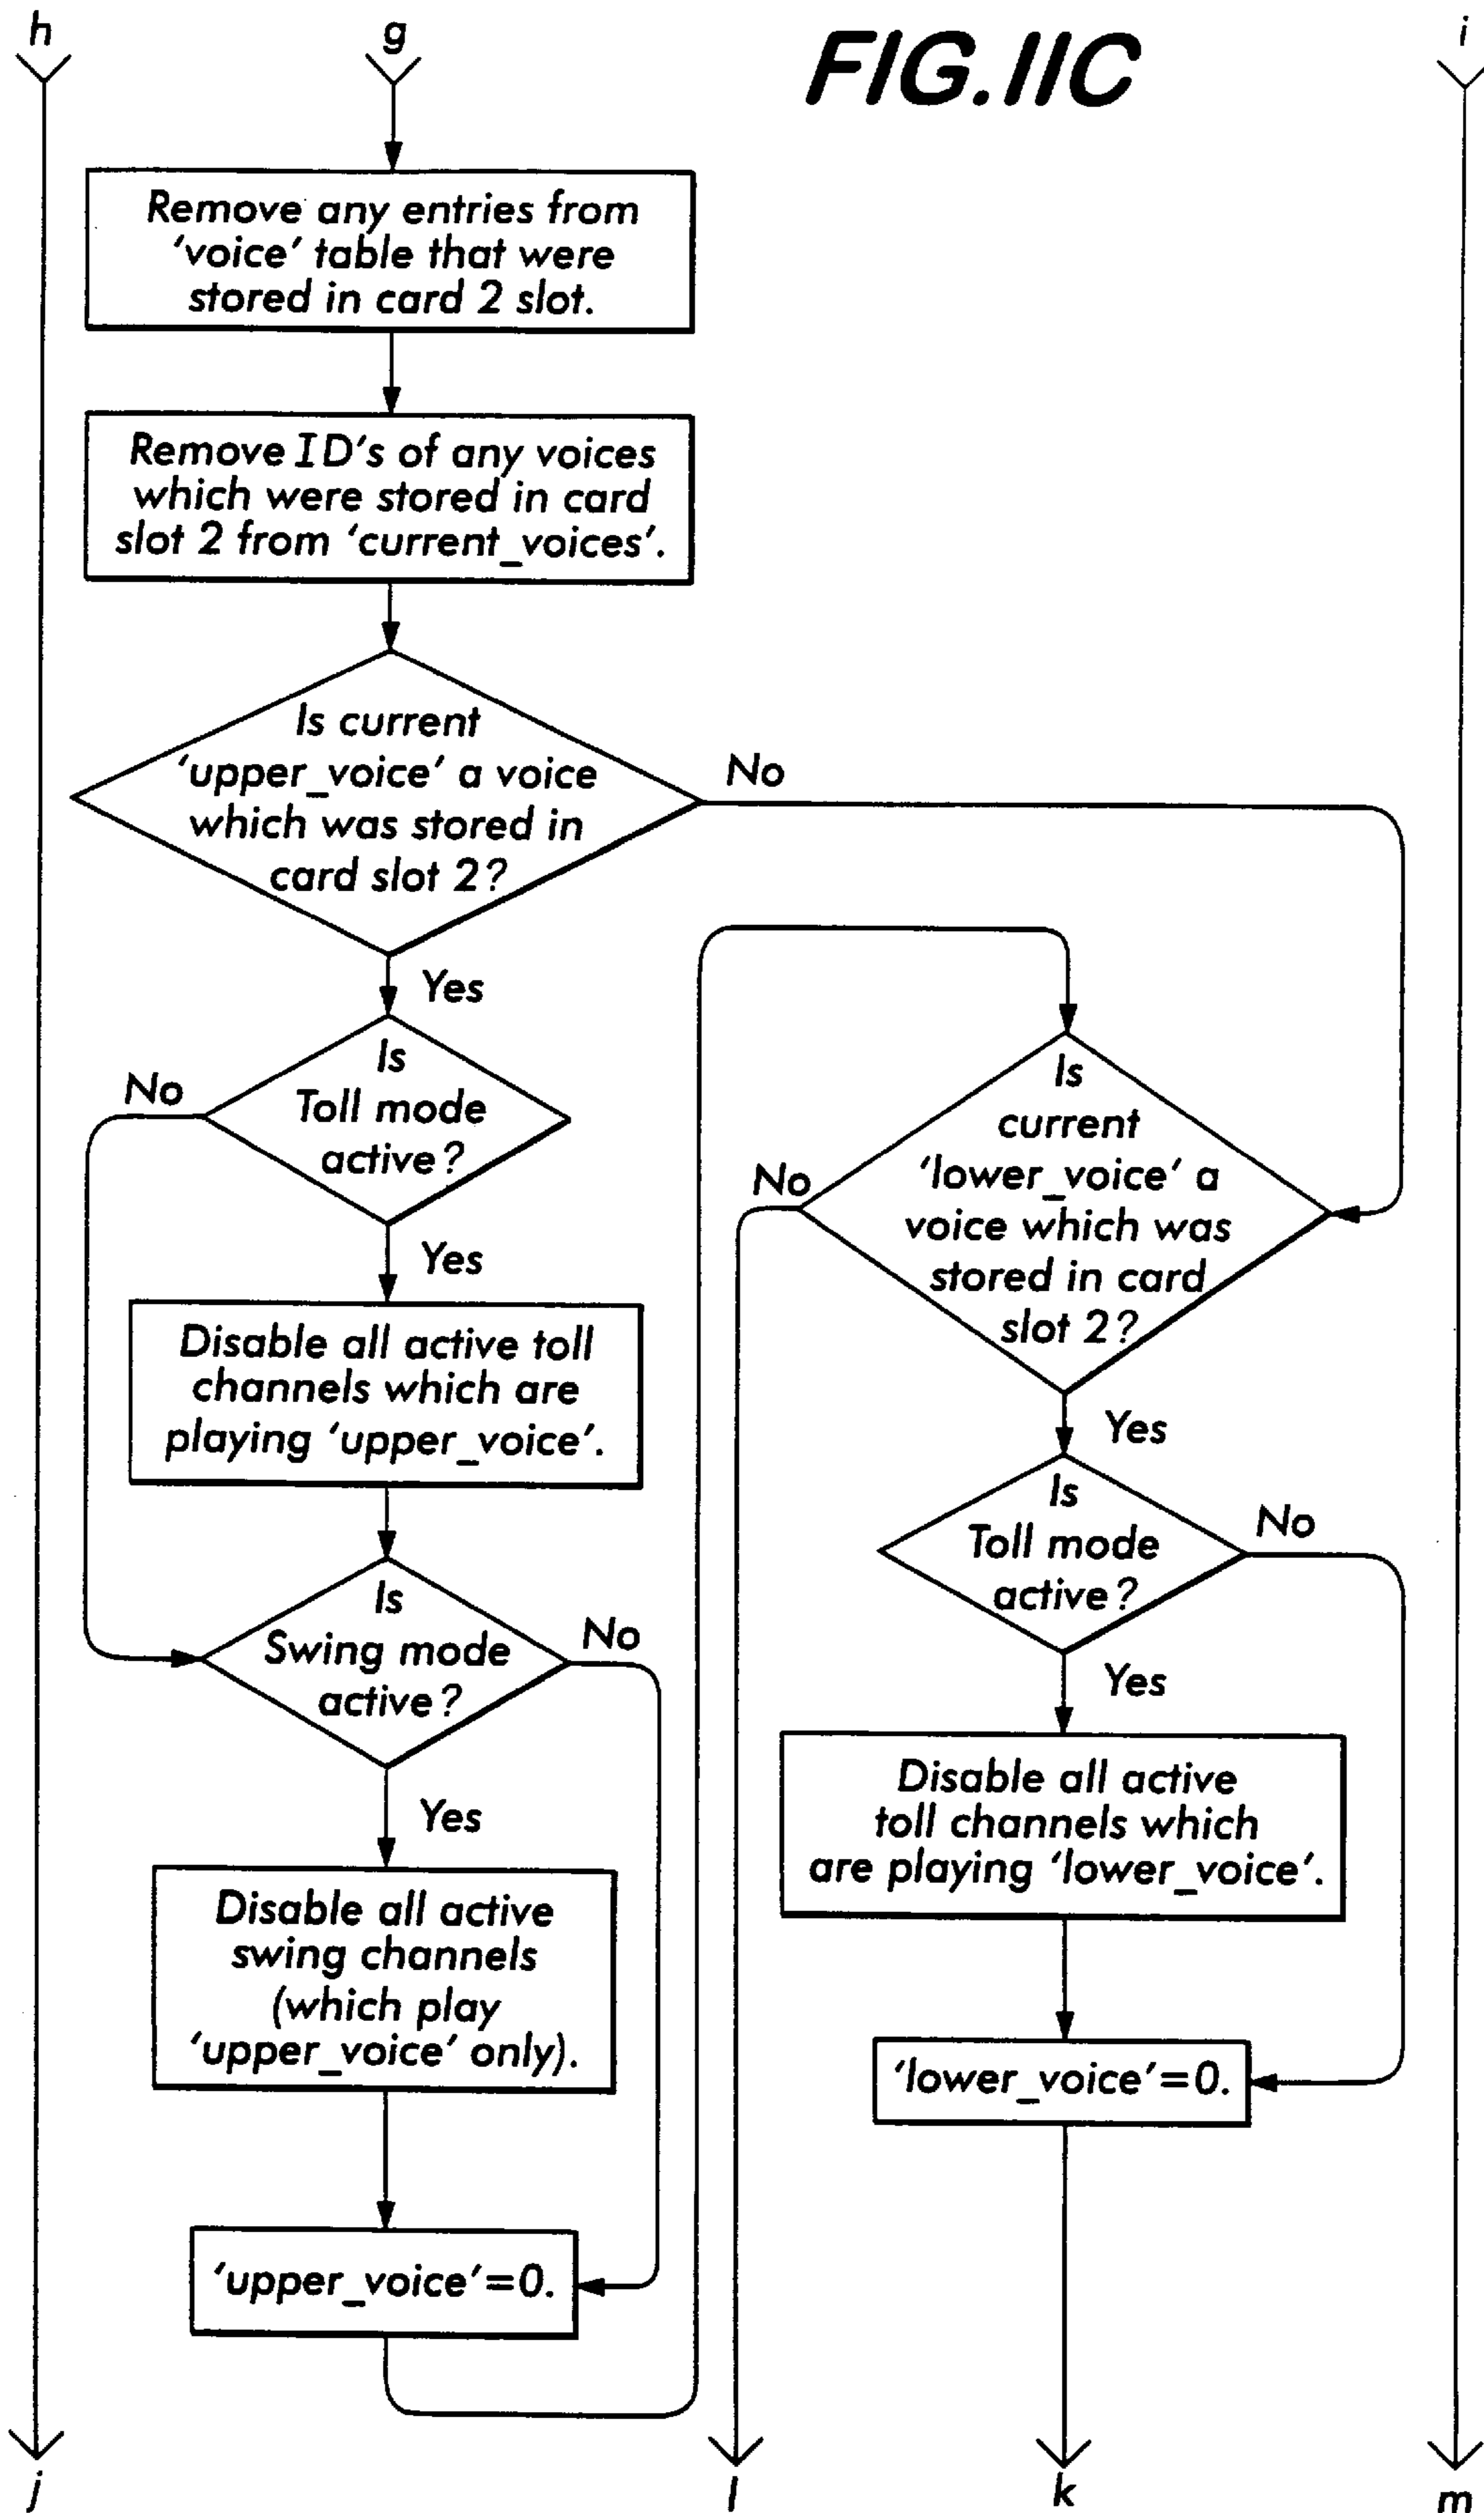 h
g
FIG.11C
i
Remove any entries from
'voice' table that were
stored in card 2 slot.
Remove ID's of any voices
which were stored in card
slot 2 from 'current_voices'.
Is current
'upper_voice' a voice
which was stored in
card slot 2?
No
Yes
Is
Toll mode
active?
No
Yes
Disable all active toll
channels which are
playing 'upper_voice'.
Is
Swing mode
active?
No
Yes
Disable all active
swing channels
(which play
'upper_voice' only).
'upper_voice'=0.
Is
current
'lower_voice' a
voice which was
stored in card
slot 2?
No
Yes
Is
Toll mode
active?
No
Yes
Disable all active
toll channels which
are playing 'lower_voice'.
'lower_voice'=0.
j
l
k
m